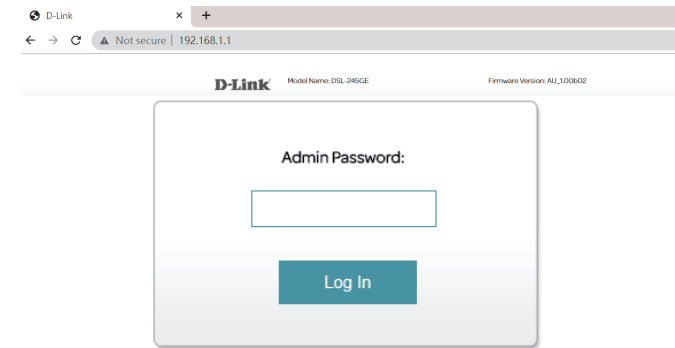 D-Link
Not secure | 192.168.1.1
D-Link Model Name: DSL-245GE Firmware Version: AU_1.00b02
Admin Password:
Log In